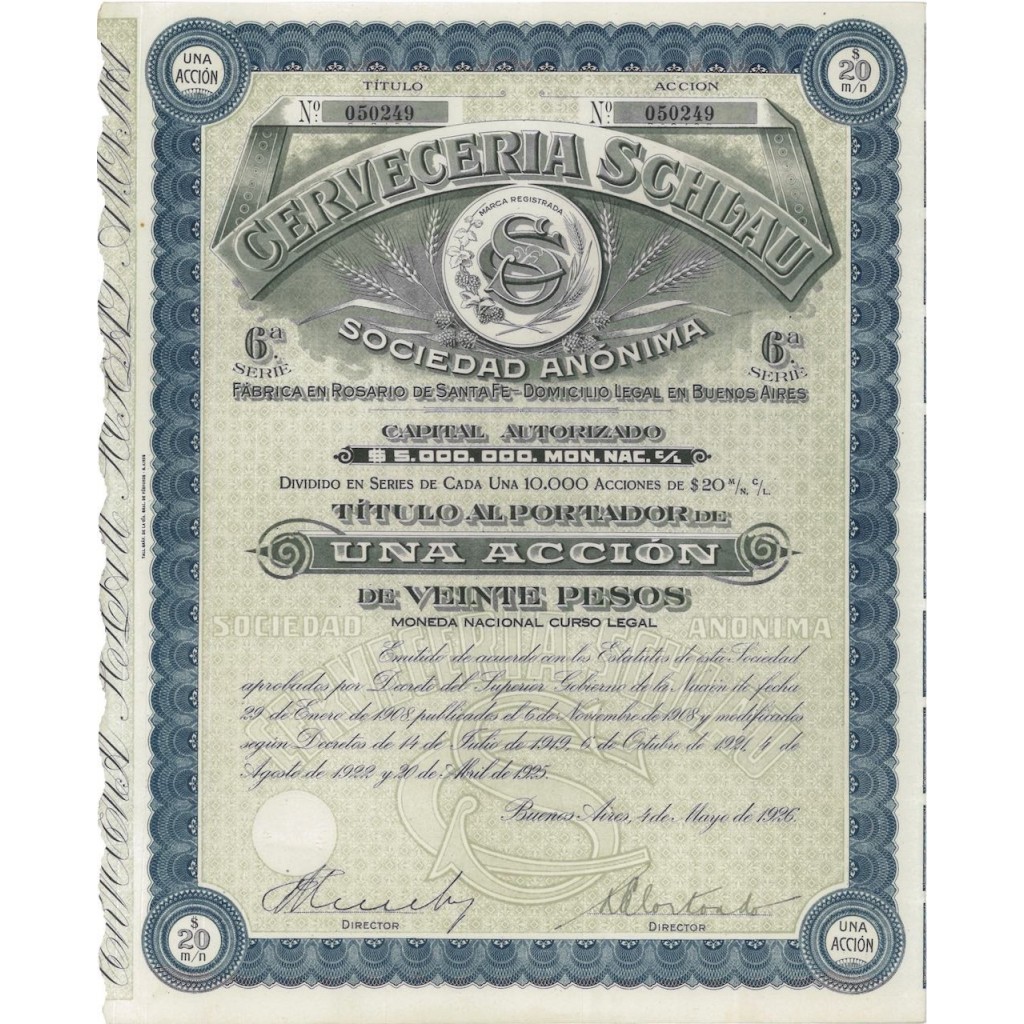 UNA ACCIÓN
$ 20 m/n
TÍTULO
ACCION
Nº: 050249
Nº: 050249
CERVECERIA SCHLAU
MARCA REGISTRADA
SOCIEDAD ANÓNIMA
6ª SERIE
6ª SERIE
FÁBRICA EN ROSARIO DE SANTA FE - DOMICILIO LEGAL EN BUENOS AIRES
CAPITAL AUTORIZADO
$ 5.000.000. MON. NAC. C/L
DIVIDIDO EN SERIES DE CADA UNA 10.000 ACCIONES DE $20 M/N. C/L.
TÍTULO AL PORTADOR DE
UNA ACCIÓN
DE VEINTE PESOS
MONEDA NACIONAL CURSO LEGAL
SOCIEDAD ANONIMA
CERVECERIA SCHLAU
Emitido de acuerdo con los Estatutos de esta Sociedad
aprobados por Decreto del Superior Gobierno de la Nación de fecha
29 de Enero de 1908 publicados el 6 de Noviembre de 1908 y modificados
según Decretos de 14 de Julio de 1919, 6 de Octubre de 1921, 4 de
Agosto de 1922 y 20 de Abril de 1925.
Buenos Aires, 4 de Mayo de 1926.
DIRECTOR
DIRECTOR
$ 20 m/n
UNA ACCIÓN